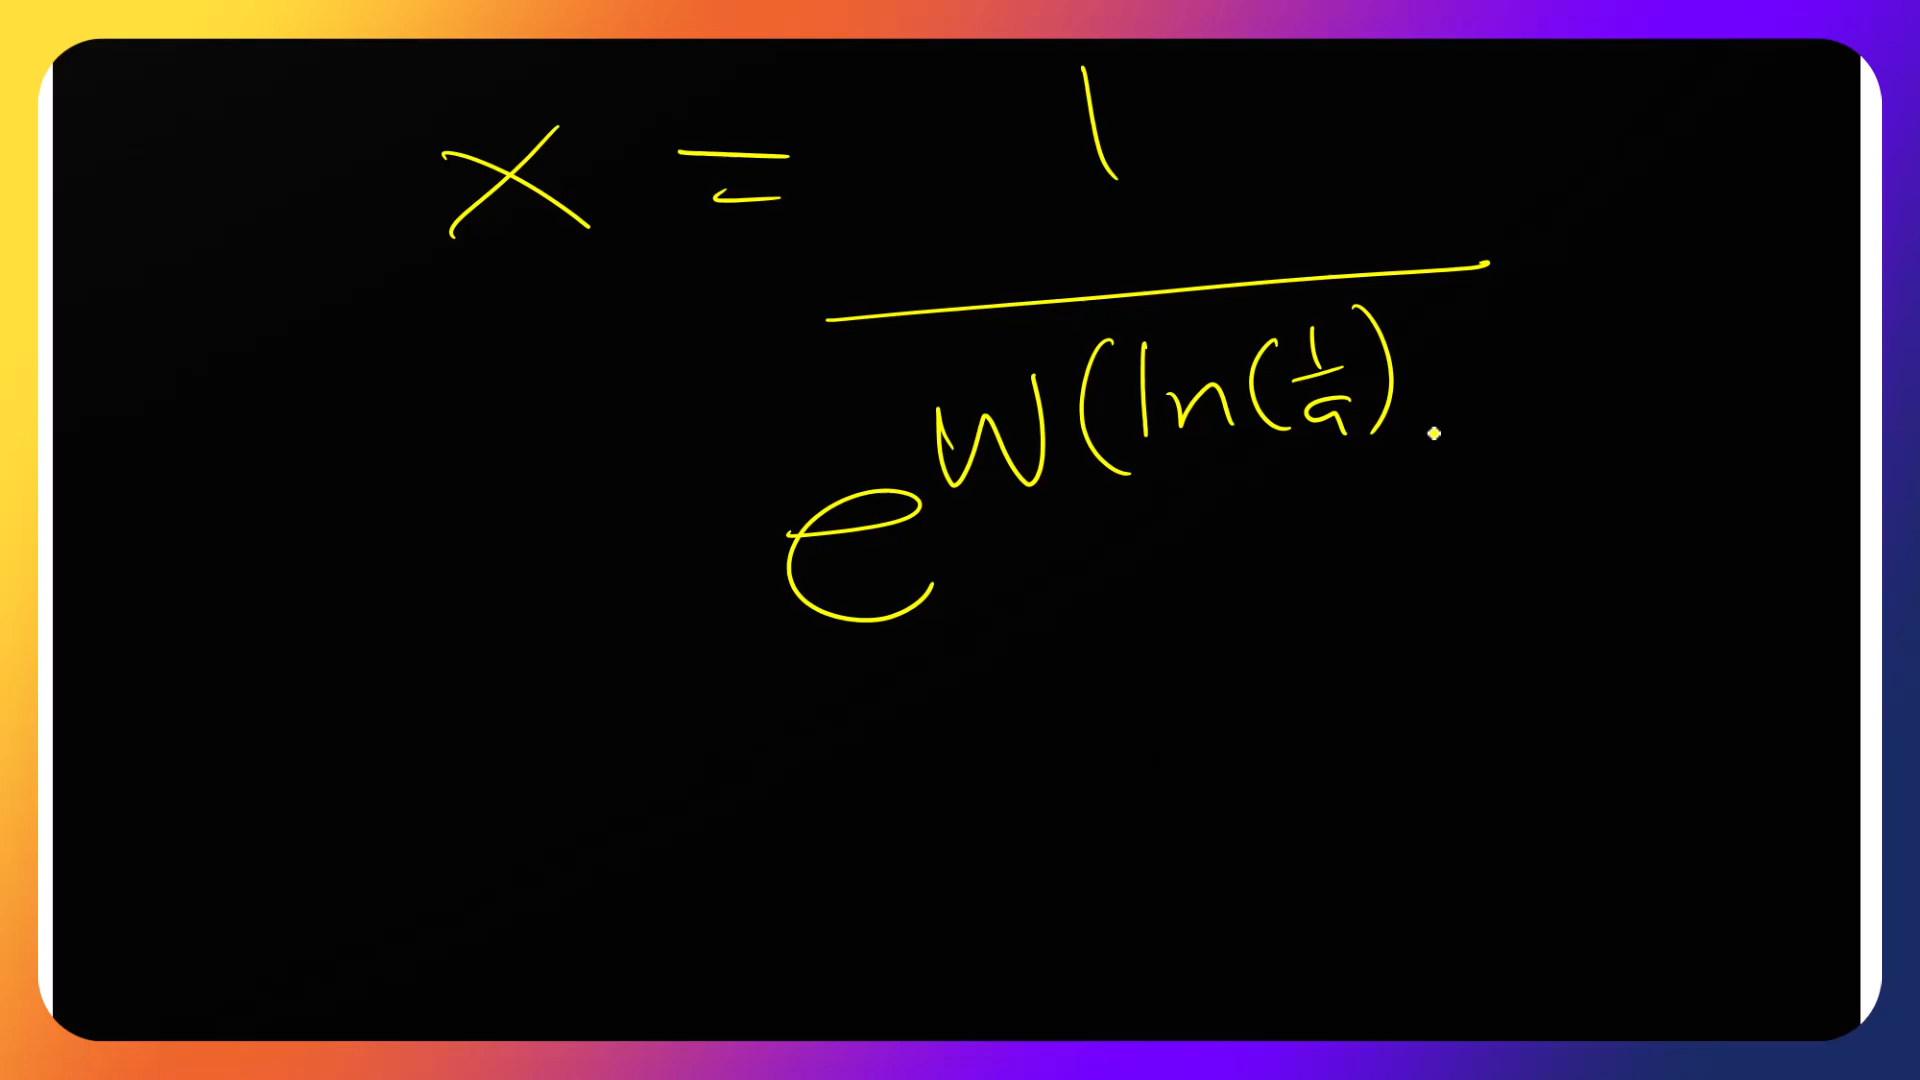 x = 1
e^W(ln(1/a)